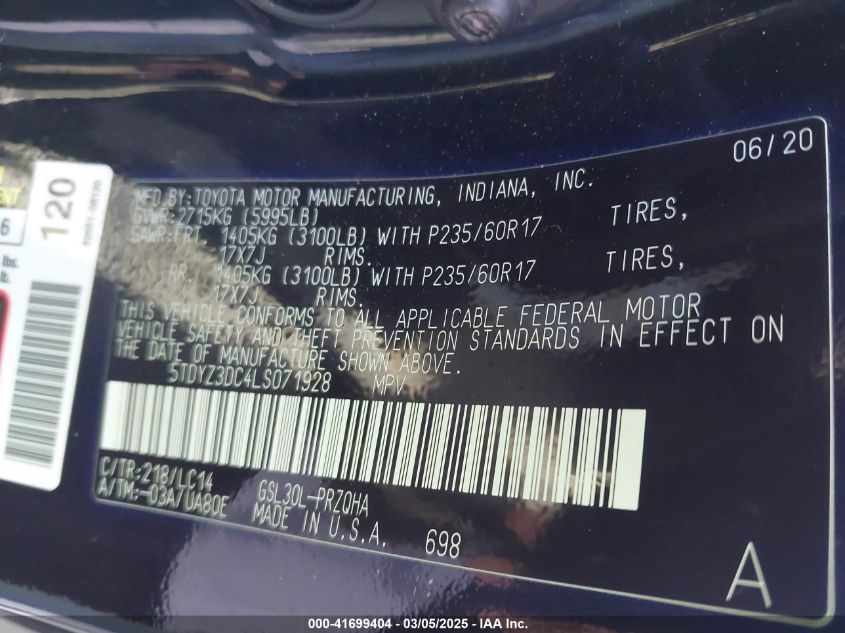 06/20
MFD BY:TOYOTA MOTOR MANUFACTURING, INDIANA, INC.
GVWR:2715KG (5995LB)
GAWR:FRT. 1405KG (3100LB) WITH P235/60R17 TIRES,
17X7J RIMS.
RR. 1405KG (3100LB) WITH P235/60R17 TIRES,
17X7J RIMS.
THIS VEHICLE CONFORMS TO ALL APPLICABLE FEDERAL MOTOR
VEHICLE SAFETY AND THEFT PREVENTION STANDARDS IN EFFECT ON
THE DATE OF MANUFACTURE SHOWN ABOVE.
5TDYZ3DC4LS071928 MPV
C/TR:218/LC14
A/TM:-03A/UA80E
GSL30L-PRZQHA
MADE IN U.S.A.
698
A
120
6
lbs.
lb.
000-41699404 - 03/05/2025 - IAA Inc.